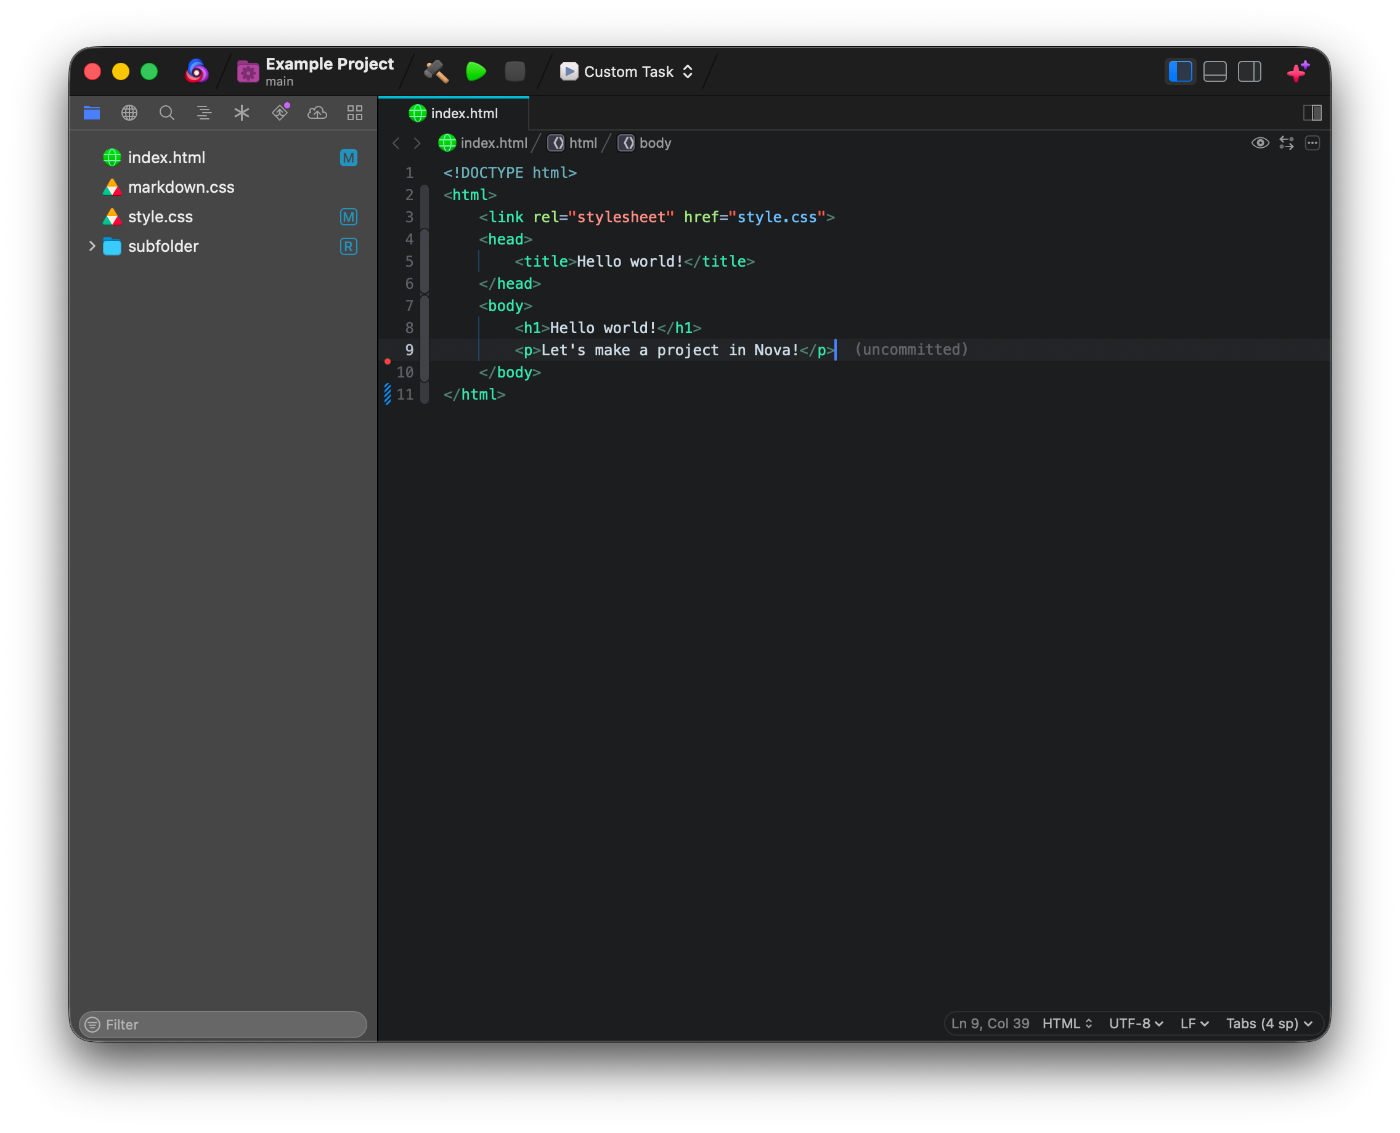 Example Project
main
Custom Task
index.html
index.html M
markdown.css
style.css M
subfolder R
index.html html body
1 <!DOCTYPE html>
2 <html>
3 <link rel="stylesheet" href="style.css">
4 <head>
5 <title>Hello world!</title>
6 </head>
7 <body>
8 <h1>Hello world!</h1>
9 <p>Let's make a project in Nova!</p> (uncommitted)
10 </body>
11 </html>
Filter
Ln 9, Col 39 HTML UTF-8 LF Tabs (4 sp)